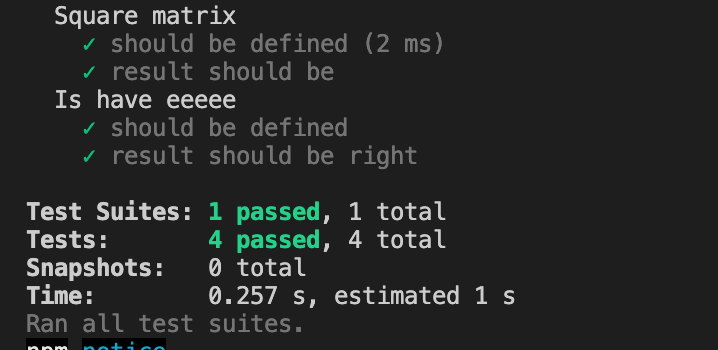 Square matrix
✓ should be defined (2 ms)
✓ result should be
Is have eeeee
✓ should be defined
✓ result should be right
Test Suites: 1 passed, 1 total
Tests: 4 passed, 4 total
Snapshots: 0 total
Time: 0.257 s, estimated 1 s
Ran all test suites.
npm notice